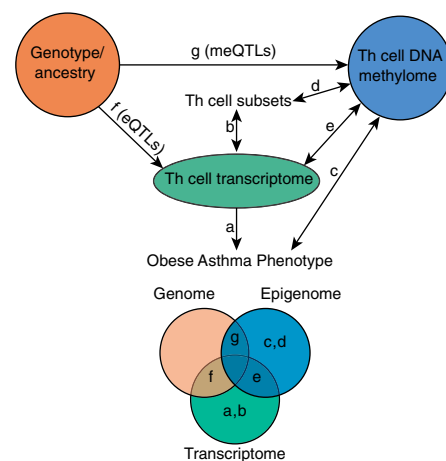 Genotype/
ancestry
g (meQTLs)
Th cell DNA
methylome
d
Th cell subsets
f (eQTLs)
b
e
Th cell transcriptome
c
a
Obese Asthma Phenotype
Genome
Epigenome
g
c,d
f
e
a,b
Transcriptome